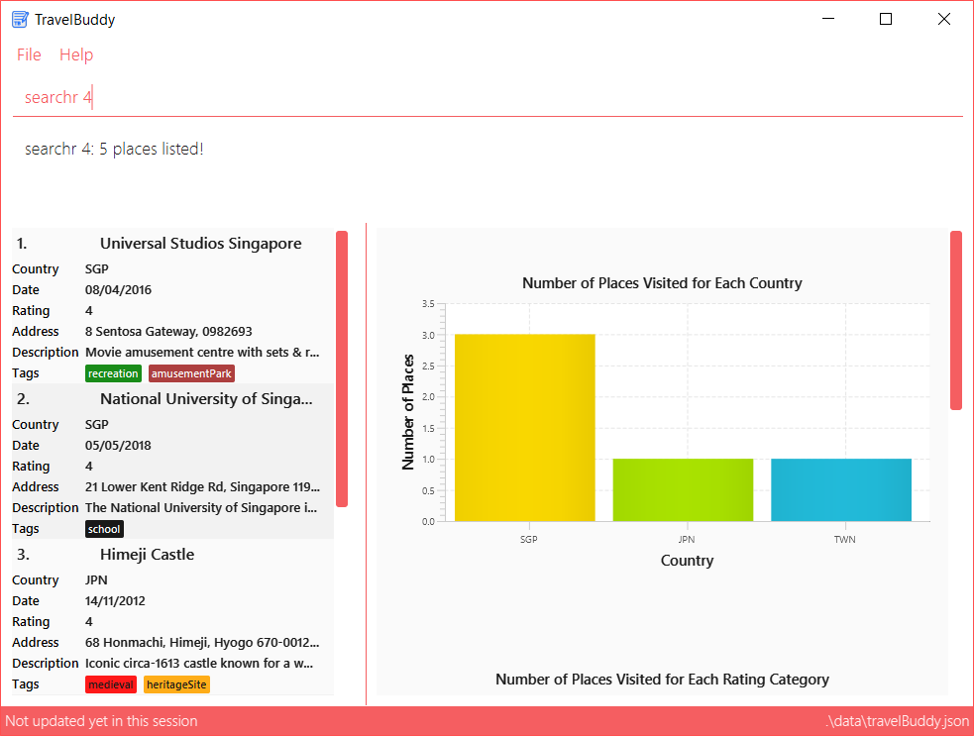 TravelBuddy
File Help
searchr 4
searchr 4: 5 places listed!
1. Universal Studios Singapore
Country SGP
Date 08/04/2016
Rating 4
Address 8 Sentosa Gateway, 0982693
Description Movie amusement centre with sets & r...
Tags recreation amusementPark
2. National University of Singa...
Country SGP
Date 05/05/2018
Rating 4
Address 21 Lower Kent Ridge Rd, Singapore 119...
Description The National University of Singapore i...
Tags school
3. Himeji Castle
Country JPN
Date 14/11/2012
Rating 4
Address 68 Honmachi, Himeji, Hyogo 670-0012...
Description Iconic circa-1613 castle known for a w...
Tags medieval heritageSite
Number of Places Visited for Each Country
Number of Places
3.5
3.0
2.5
2.0
1.5
1.0
0.5
0.0
SGP JPN TWN
Country
Number of Places Visited for Each Rating Category
Not updated yet in this session
.\data\travelBuddy.json